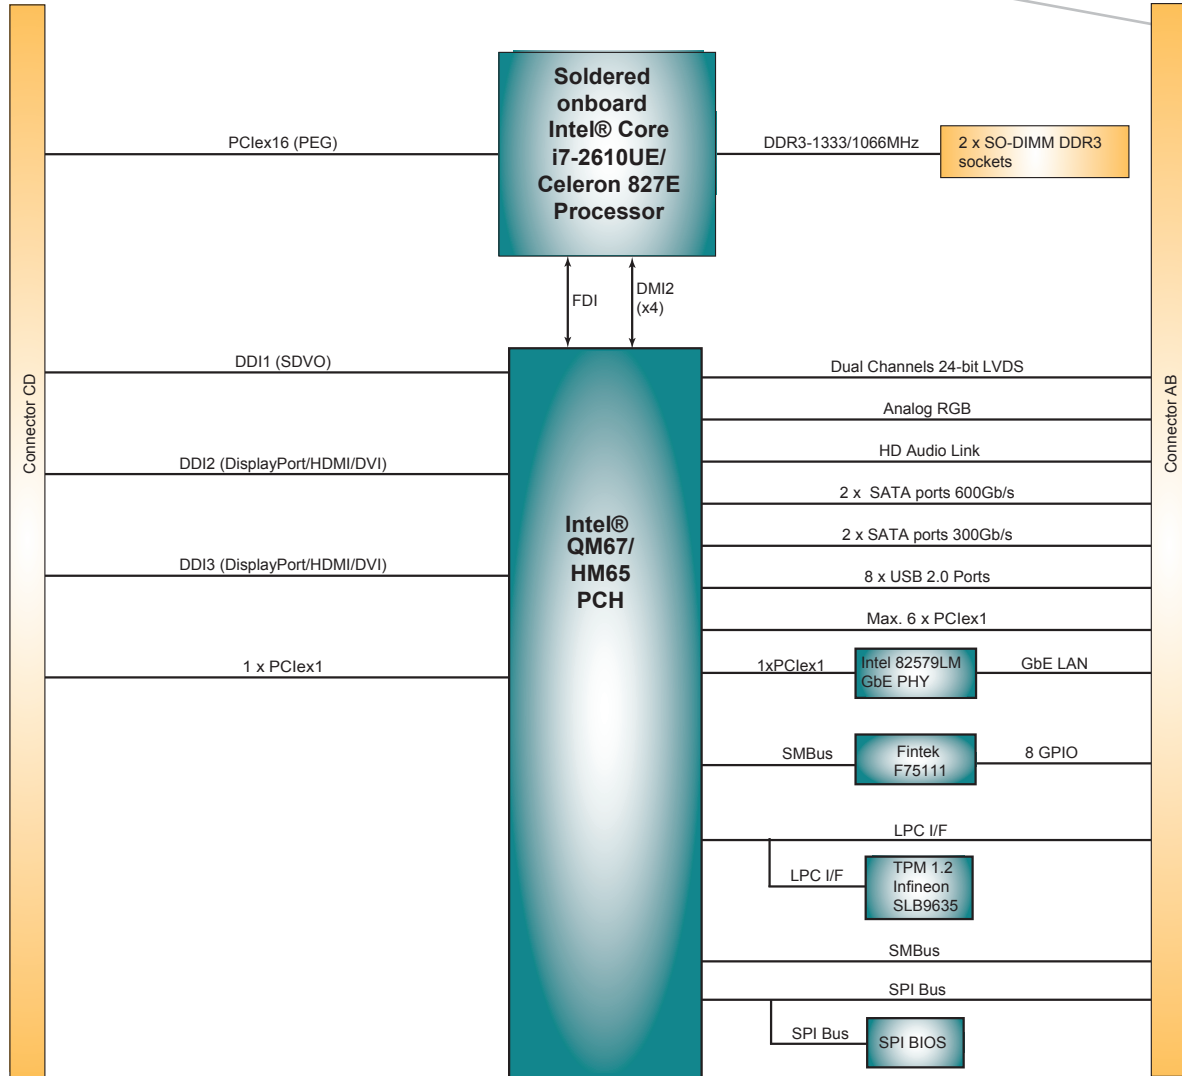 Soldered
onboard
Intel® Core
i7-2610UE/
Celeron 827E
Processor
PCIex16 (PEG)
DDR3-1333/1066MHz
2 x SO-DIMM DDR3
sockets
FDI
DMI2
(x4)
Connector CD
Connector AB
DDI1 (SDVO)
DDI2 (DisplayPort/HDMI/DVI)
DDI3 (DisplayPort/HDMI/DVI)
1 x PCIex1
Intel®
QM67/
HM65
PCH
Dual Channels 24-bit LVDS
Analog RGB
HD Audio Link
2 x SATA ports 600Gb/s
2 x SATA ports 300Gb/s
8 x USB 2.0 Ports
Max. 6 x PCIex1
1xPCIex1
Intel 82579LM
GbE PHY
GbE LAN
SMBus
Fintek
F75111
8 GPIO
LPC I/F
LPC I/F
TPM 1.2
Infineon
SLB9635
SMBus
SPI Bus
SPI Bus
SPI BIOS